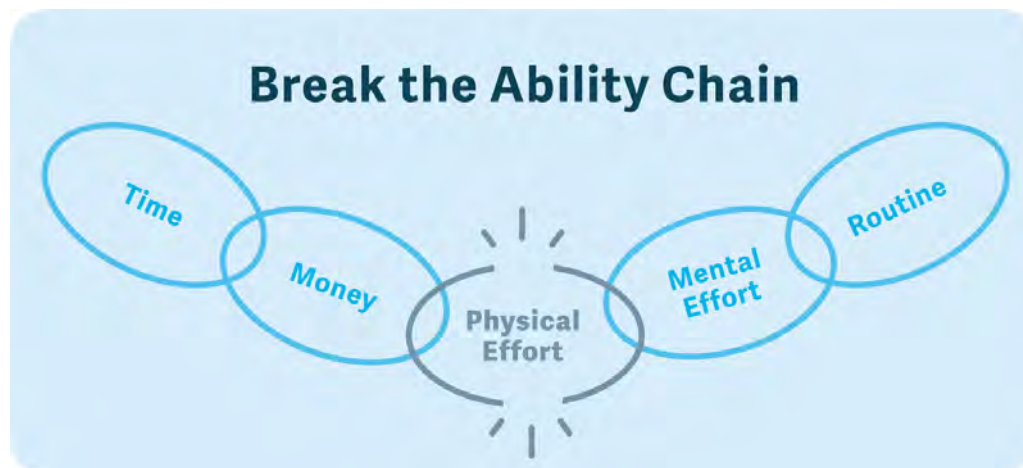 Break the Ability Chain
Time
Money
Physical
Effort
Mental
Effort
Routine